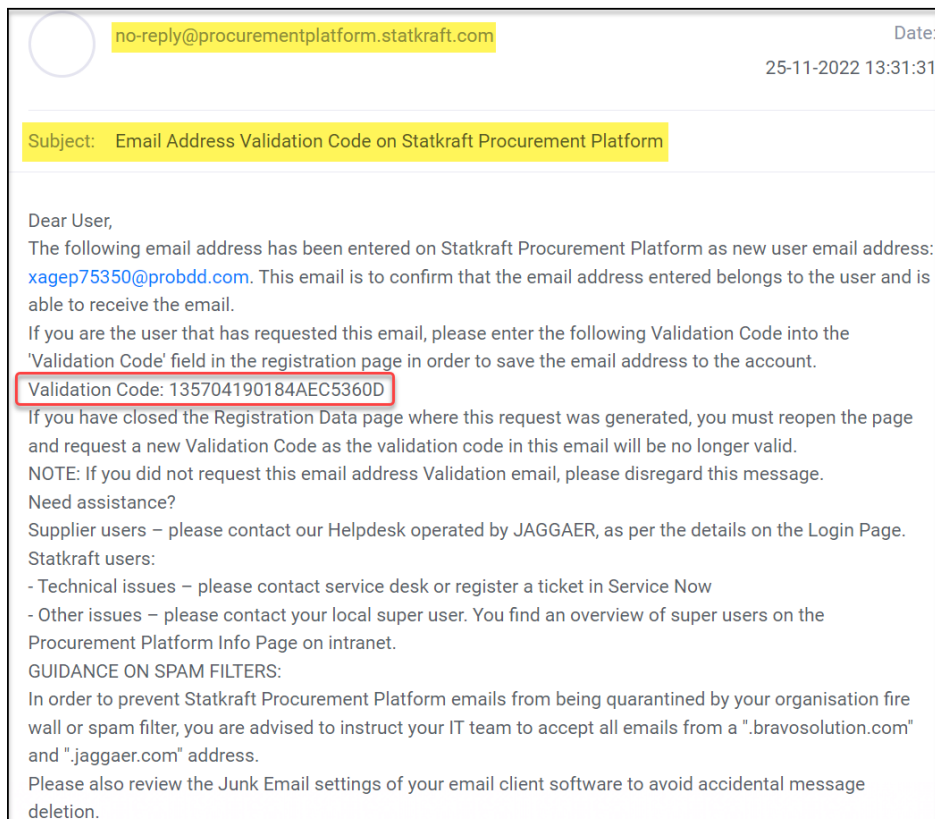 no-reply@procurementplatform.statkraft.com
Date:
25-11-2022 13:31:31
Subject: Email Address Validation Code on Statkraft Procurement Platform
Dear User,
The following email address has been entered on Statkraft Procurement Platform as new user email address:
xagep75350@probdd.com. This email is to confirm that the email address entered belongs to the user and is
able to receive the email.
If you are the user that has requested this email, please enter the following Validation Code into the
'Validation Code' field in the registration page in order to save the email address to the account.
Validation Code: 135704190184AEC5360D
If you have closed the Registration Data page where this request was generated, you must reopen the page
and request a new Validation Code as the validation code in this email will be no longer valid.
NOTE: If you did not request this email address Validation email, please disregard this message.
Need assistance?
Supplier users – please contact our Helpdesk operated by JAGGAER, as per the details on the Login Page.
Statkraft users:
- Technical issues – please contact service desk or register a ticket in Service Now
- Other issues – please contact your local super user. You find an overview of super users on the
Procurement Platform Info Page on intranet.
GUIDANCE ON SPAM FILTERS:
In order to prevent Statkraft Procurement Platform emails from being quarantined by your organisation fire
wall or spam filter, you are advised to instruct your IT team to accept all emails from a ".bravosolution.com"
and ".jaggaer.com" address.
Please also review the Junk Email settings of your email client software to avoid accidental message
deletion.